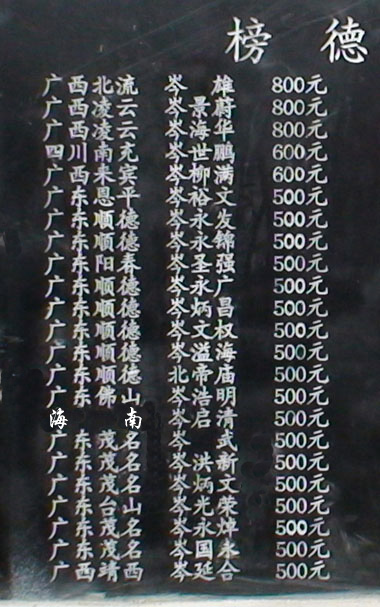 榜 德
广西北流 岑雄 800元
广西凌云 岑景蔚 800元
广西凌云 岑海华 800元
四川南充 岑世鹏 600元
广西来宾 岑柳满 600元
广东恩平 岑裕文 500元
广东顺德 岑永友 500元
广东顺德 岑永锦 500元
广东阳春 岑圣强 500元
广东顺德 岑永广 500元
广东顺德 岑炳昌 500元
广东顺德 岑文权 500元
广东顺德 岑溢海 500元
广东顺德 北帝庙 500元
广东佛山 岑浩明 500元
海南 岑启清 500元
广东茂名 岑武 500元
广东茂名 岑洪新 500元
广东茂名 岑炳文 500元
广东台山 岑光荣 500元
广东茂名 岑永焯 500元
广东茂名 岑国永 500元
广西靖西 岑延合 500元